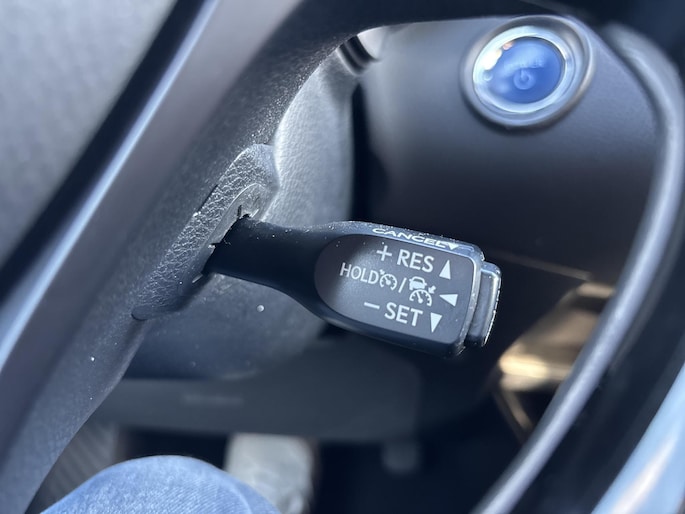 CANCEL▼
+ RES ▲
HOLD /
− SET ▼